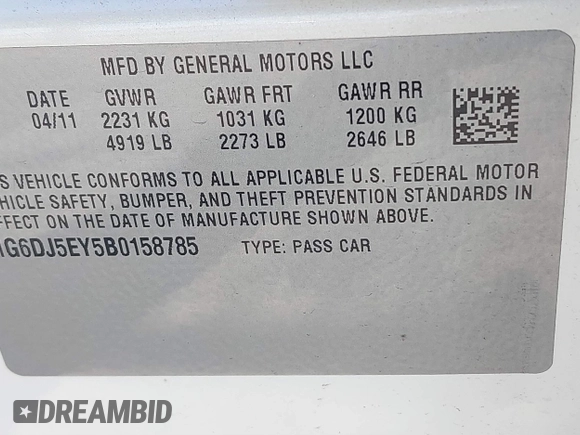 MFD BY GENERAL MOTORS LLC
DATE GVWR GAWR FRT GAWR RR
04/11 2231 KG 1031 KG 1200 KG
4919 LB 2273 LB 2646 LB
S VEHICLE CONFORMS TO ALL APPLICABLE U.S. FEDERAL MOTOR
EHICLE SAFETY, BUMPER, AND THEFT PREVENTION STANDARDS IN
FFECT ON THE DATE OF MANUFACTURE SHOWN ABOVE.
1G6DJ5EY5B0158785 TYPE: PASS CAR
DREAMBID